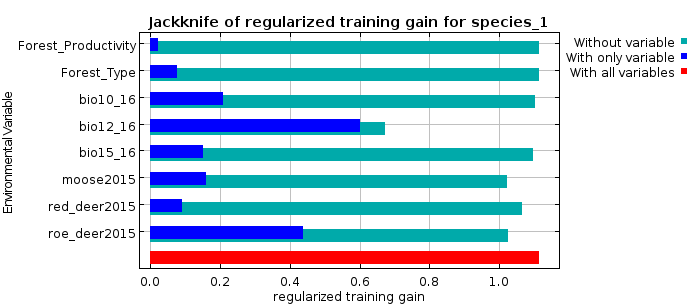 Jackknife of regularized training gain for species_1
Environmental Variable
Forest_Productivity
Forest_Type
bio10_16
bio12_16
bio15_16
moose2015
red_deer2015
roe_deer2015
0.0 0.2 0.4 0.6 0.8 1.0
regularized training gain
Without variable
With only variable
With all variables